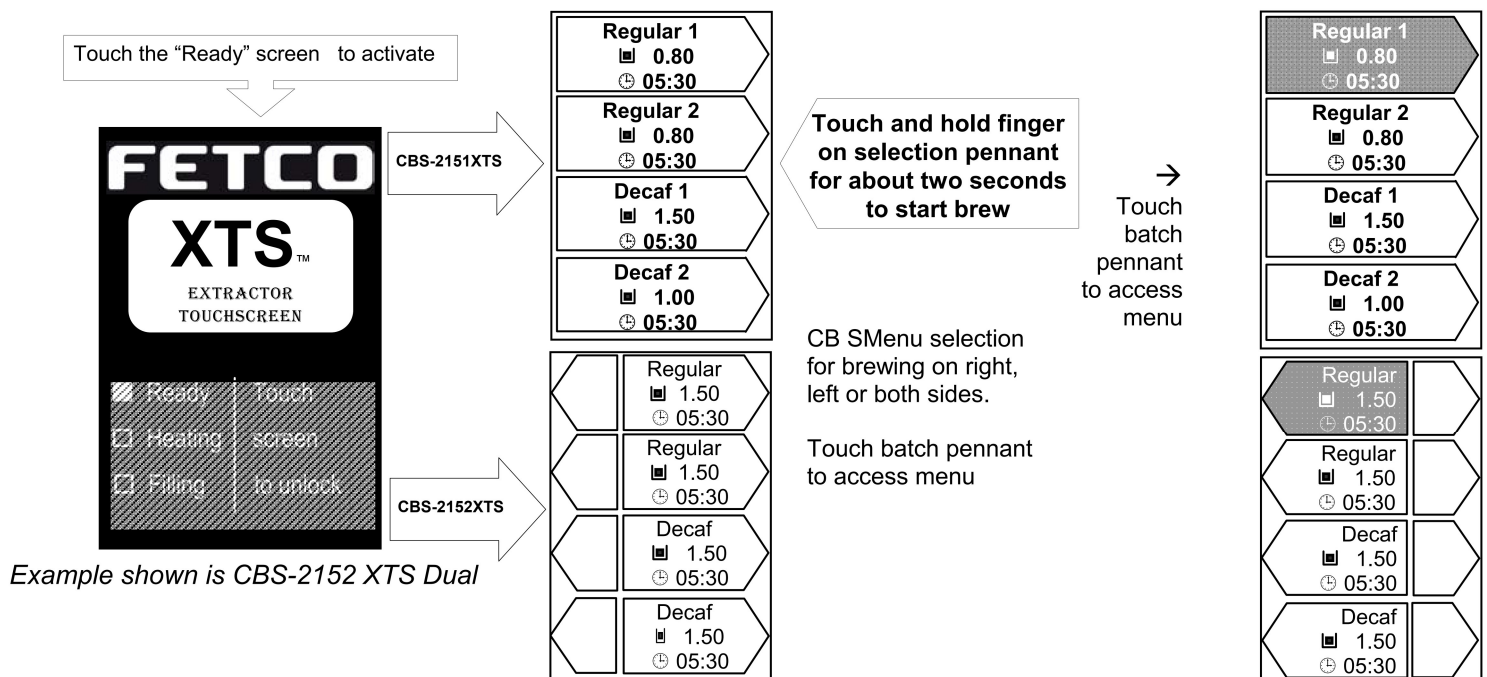 Touch the “Ready” screen to activate
FETCO
XTS™
EXTRACTOR
TOUCHSCREEN
Ready
Heating
Filling
Touch
screen
to unlock
Example shown is CBS-2152 XTS Dual
CBS-2151XTS
CBS-2152XTS
Regular 1
0.80
05:30
Regular 2
0.80
05:30
Decaf 1
1.50
05:30
Decaf 2
1.00
05:30
Regular
1.50
05:30
Regular
1.50
05:30
Decaf
1.50
05:30
Decaf
1.50
05:30
Touch and hold finger
on selection pennant
for about two seconds
to start brew
CB SMenu selection
for brewing on right,
left or both sides.
Touch batch pennant
to access menu
→
Touch
batch
pennant
to access
menu
Regular 1
0.80
05:30
Regular 2
0.80
05:30
Decaf 1
1.50
05:30
Decaf 2
1.00
05:30
Regular
1.50
05:30
Regular
1.50
05:30
Decaf
1.50
05:30
Decaf
1.50
05:30